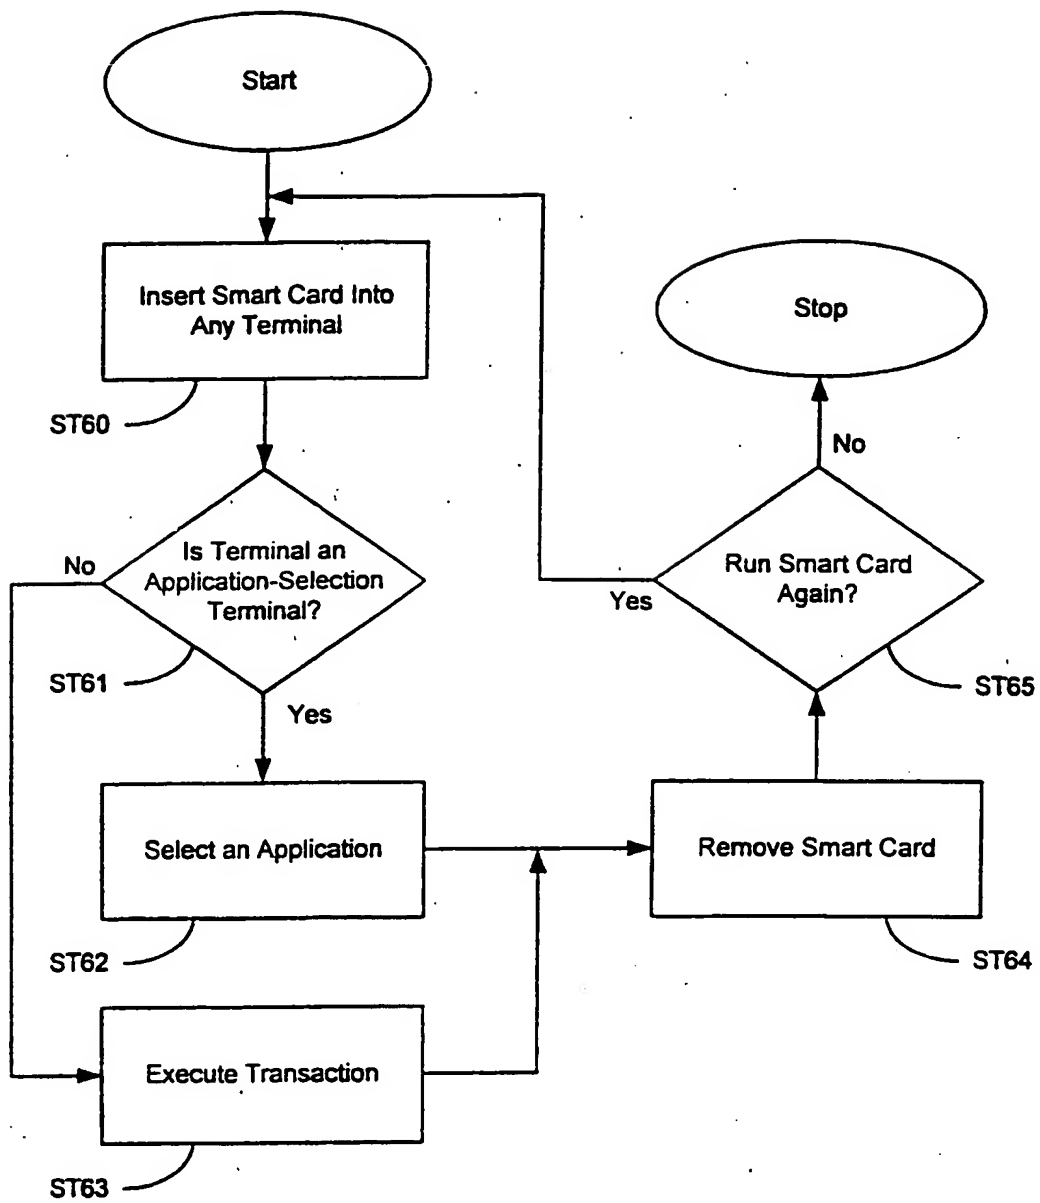 Start
Insert Smart Card Into
Any Terminal
ST60
Is Terminal an
Application-Selection
Terminal?
No
ST61
Yes
Select an Application
ST62
Execute Transaction
ST63
Stop
No
Run Smart Card
Again?
Yes
ST65
Remove Smart Card
ST64